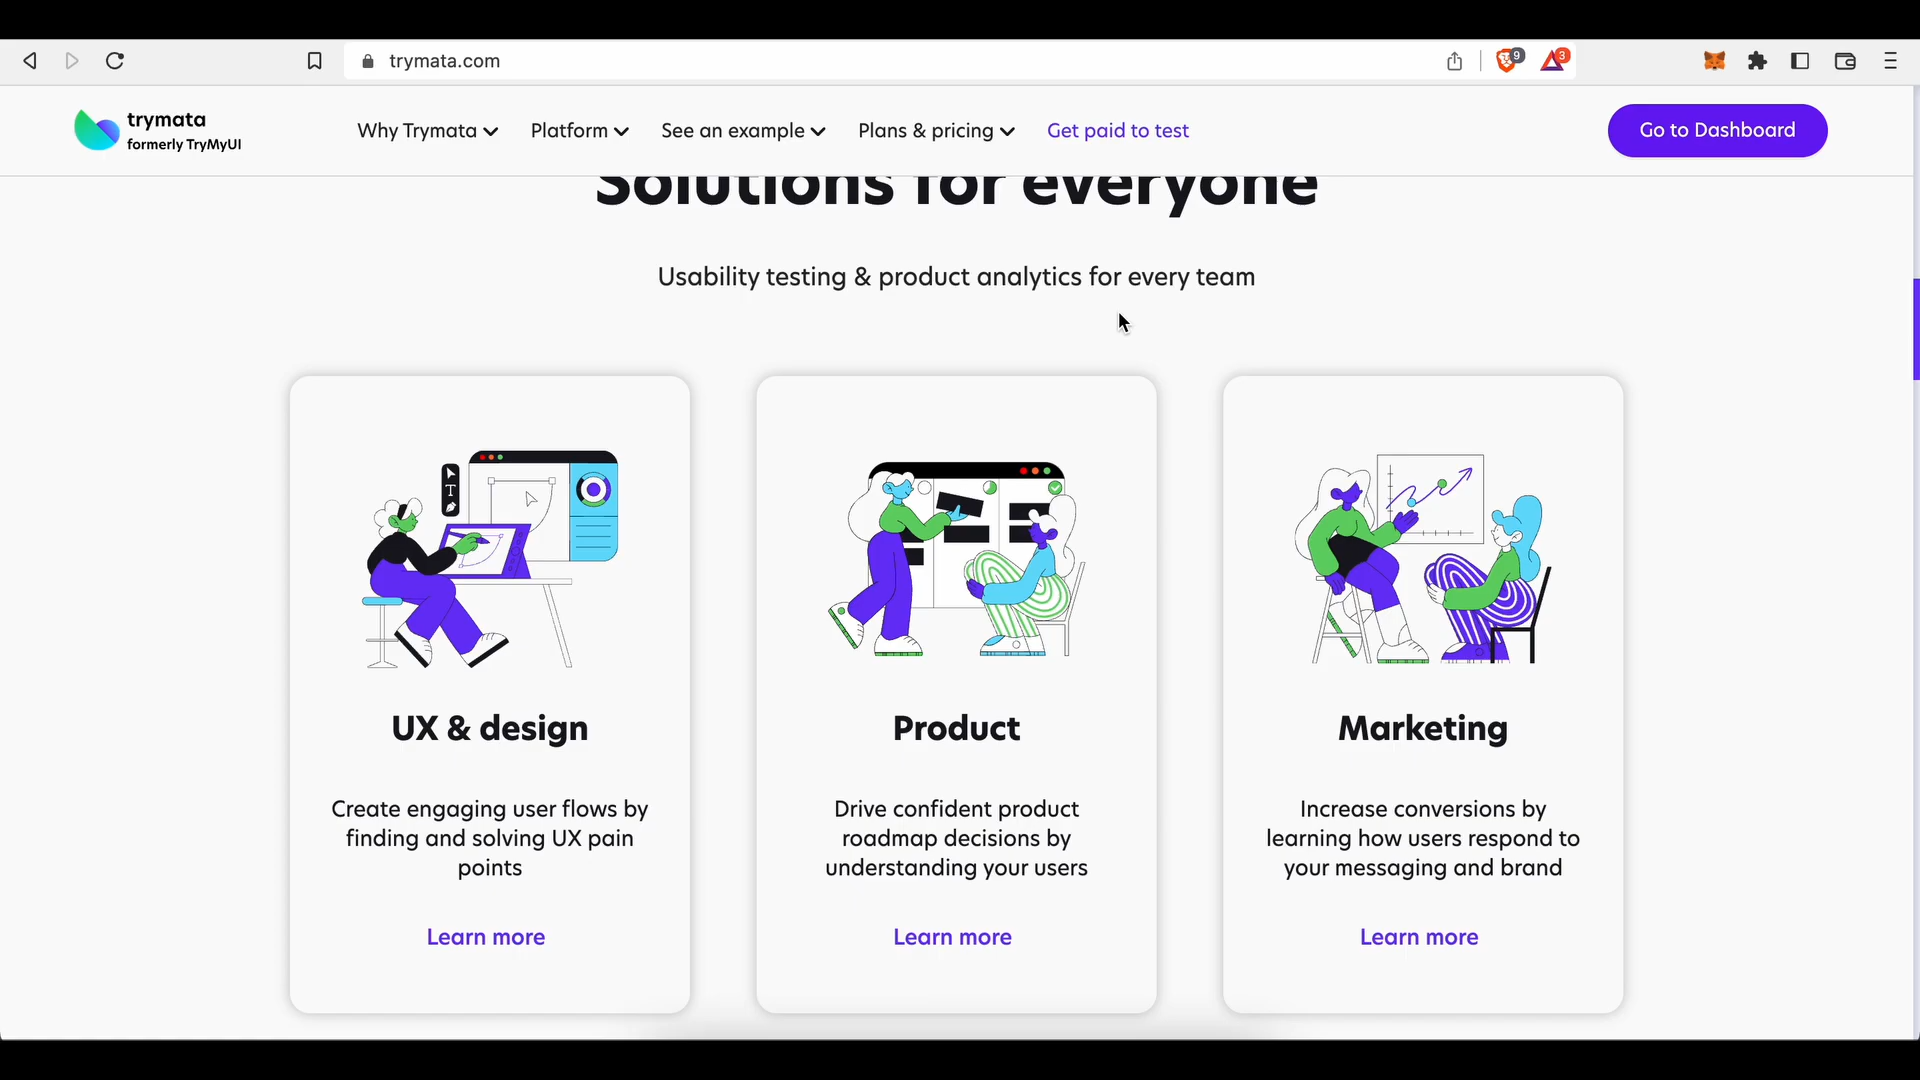 trymata.com
9
3
trymata
formerly TryMyUI
Why Trymata
Platform
See an example
Plans & pricing
Get paid to test
Go to Dashboard
Solutions for everyone
Usability testing & product analytics for every team
T
UX & design
Create engaging user flows by
finding and solving UX pain
points
Learn more
Product
Drive confident product
roadmap decisions by
understanding your users
Learn more
Marketing
Increase conversions by
learning how users respond to
your messaging and brand
Learn more